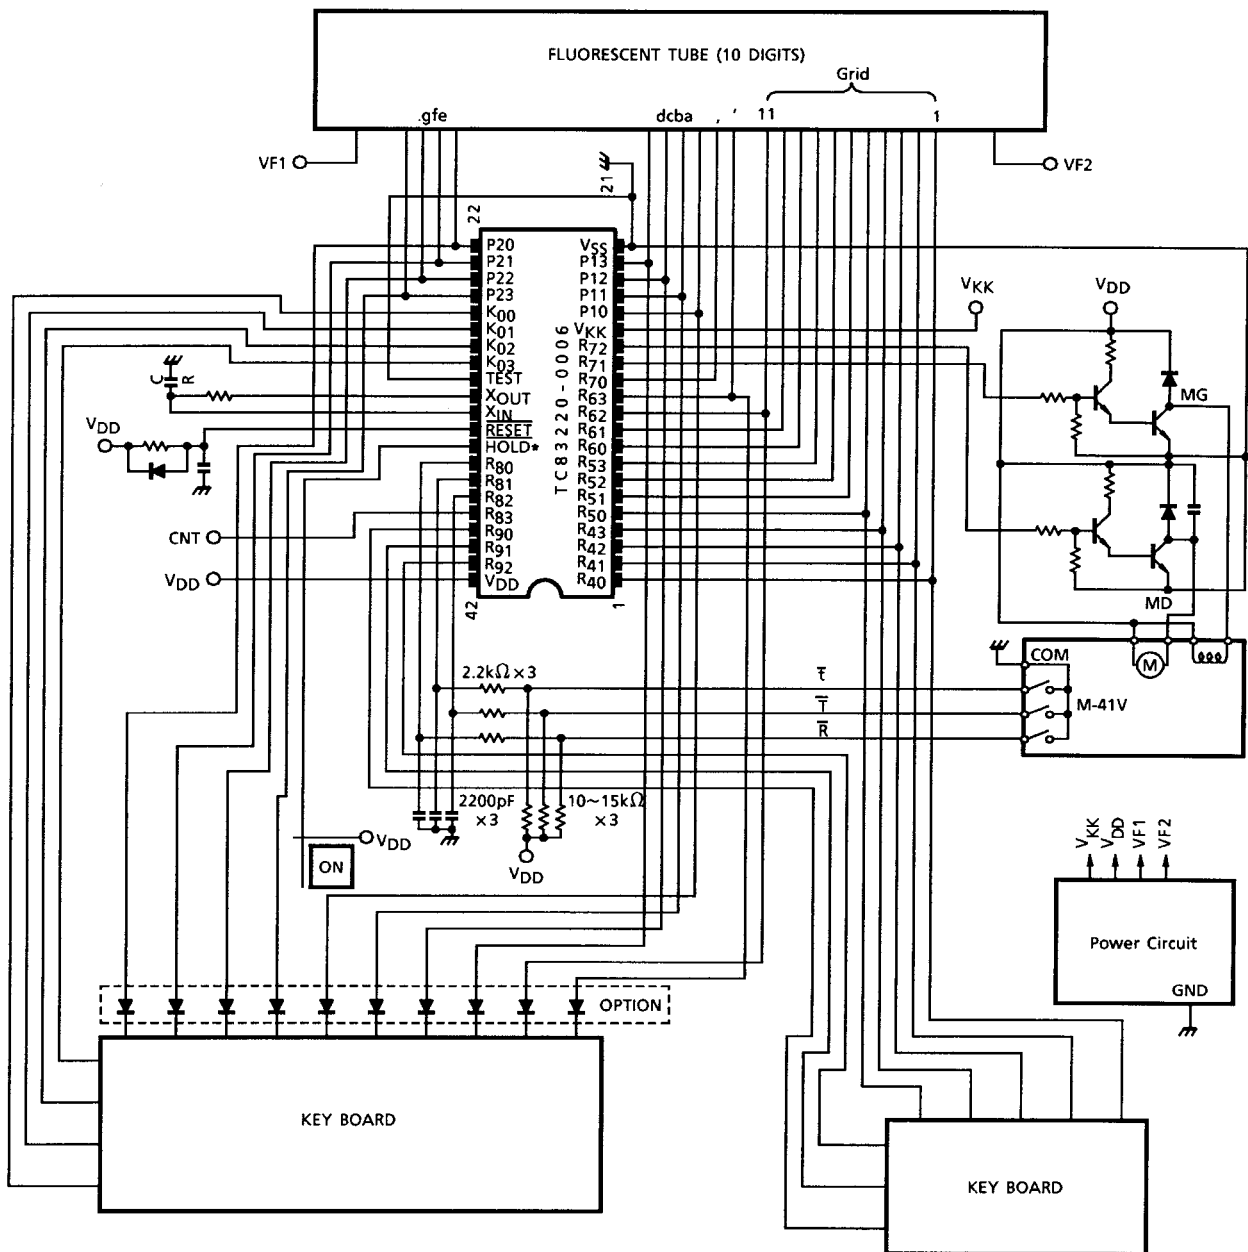 FLUORESCENT TUBE (10 DIGITS)
Grid
.gfe dcba , ′ 11 1
VF1
VF2
21
22
P20 VSS
P21 P13
P22 P12
P23 P11
K00 P10
K01 VKK
K02 R72
K03 R71
TEST R70
XOUT R63
XIN R62
RESET R61
HOLD* R60
R80 R53
R81 R52
R82 R51
R83 R50
R90 R43
R91 R42
R92 R41
VDD R40
TC83220-0006
42
1
C R
VDD
CNT
VDD
VKK
VDD
MG
MD
COM
M
M-41V
2.2kΩ×3
t
T
R
2200pF
×3
10~15kΩ
×3
VDD
VDD
ON
OPTION
KEY BOARD
KEY BOARD
VKK
VDD
VF1
VF2
Power Circuit
GND